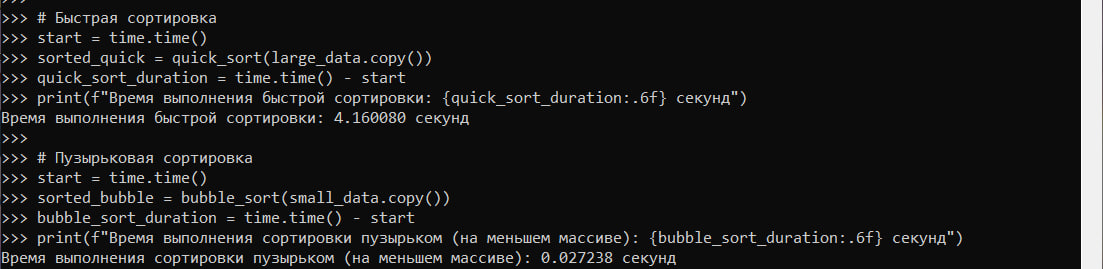 >>> # Быстрая сортировка
>>> start = time.time()
>>> sorted_quick = quick_sort(large_data.copy())
>>> quick_sort_duration = time.time() - start
>>> print(f"Время выполнения быстрой сортировки: {quick_sort_duration:.6f} секунд")
Время выполнения быстрой сортировки: 4.160080 секунд
>>>
>>> # Пузырьковая сортировка
>>> start = time.time()
>>> sorted_bubble = bubble_sort(small_data.copy())
>>> bubble_sort_duration = time.time() - start
>>> print(f"Время выполнения сортировки пузырьком (на меньшем массиве): {bubble_sort_duration:.6f} секунд")
Время выполнения сортировки пузырьком (на меньшем массиве): 0.027238 секунд